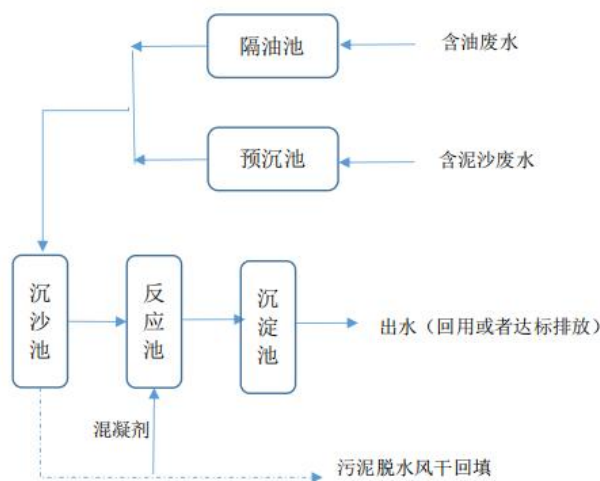 隔油池
含油废水
预沉池
含泥沙废水
沉沙池
反应池
沉淀池
出水（回用或者达标排放）
混凝剂
污泥脱水风干回填